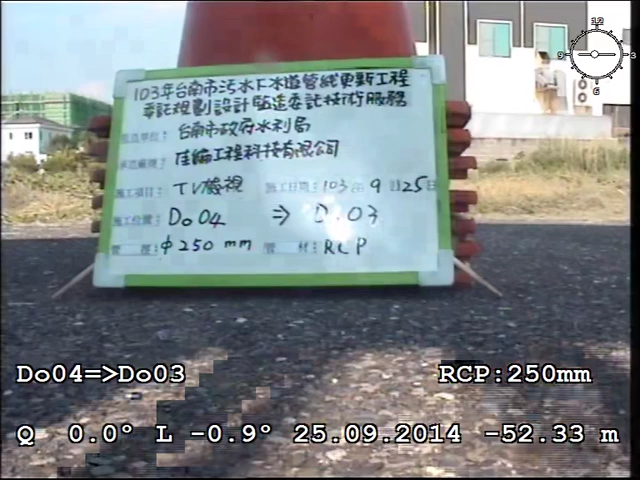 103年台南市污水下水道管線更新工程
委託規劃設計監造委託技術服務
監造單位：台南市政府水利局
承造廠商：佳綸工程科技有限公司
施工項目：TV檢視 施工日期：103年9月25日
施工位置：Do04 ⇒ Do03
管 徑：ϕ250 mm 管 材：RCP
12
3
6
9
Do04=>Do03 RCP:250mm
Q 0.0° L -0.9° 25.09.2014 -52.33 m